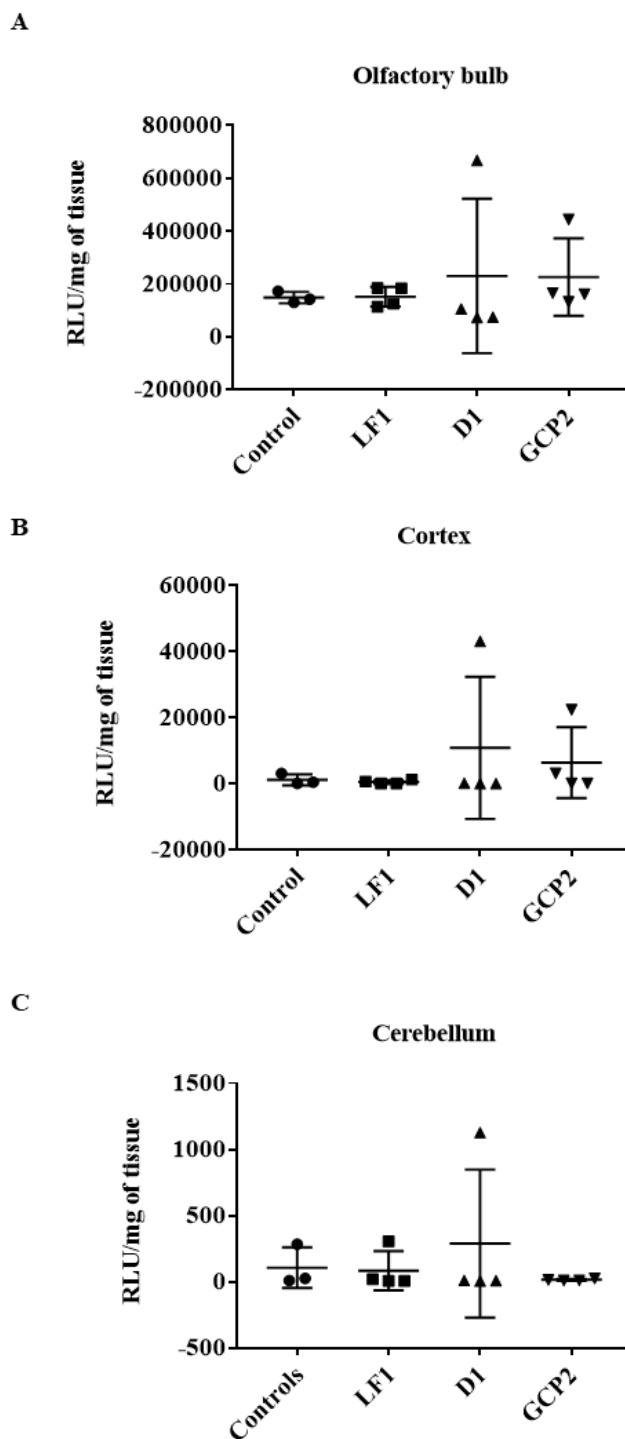 A
Olfactory bulb
RLU/mg of tissue
800000
600000
400000
200000
0
-200000
Control
LF1
D1
GCP2
B
Cortex
RLU/mg of tissue
60000
40000
20000
0
-20000
Control
LF1
D1
GCP2
C
Cerebellum
RLU/mg of tissue
1500
1000
500
0
-500
Controls
LF1
D1
GCP2